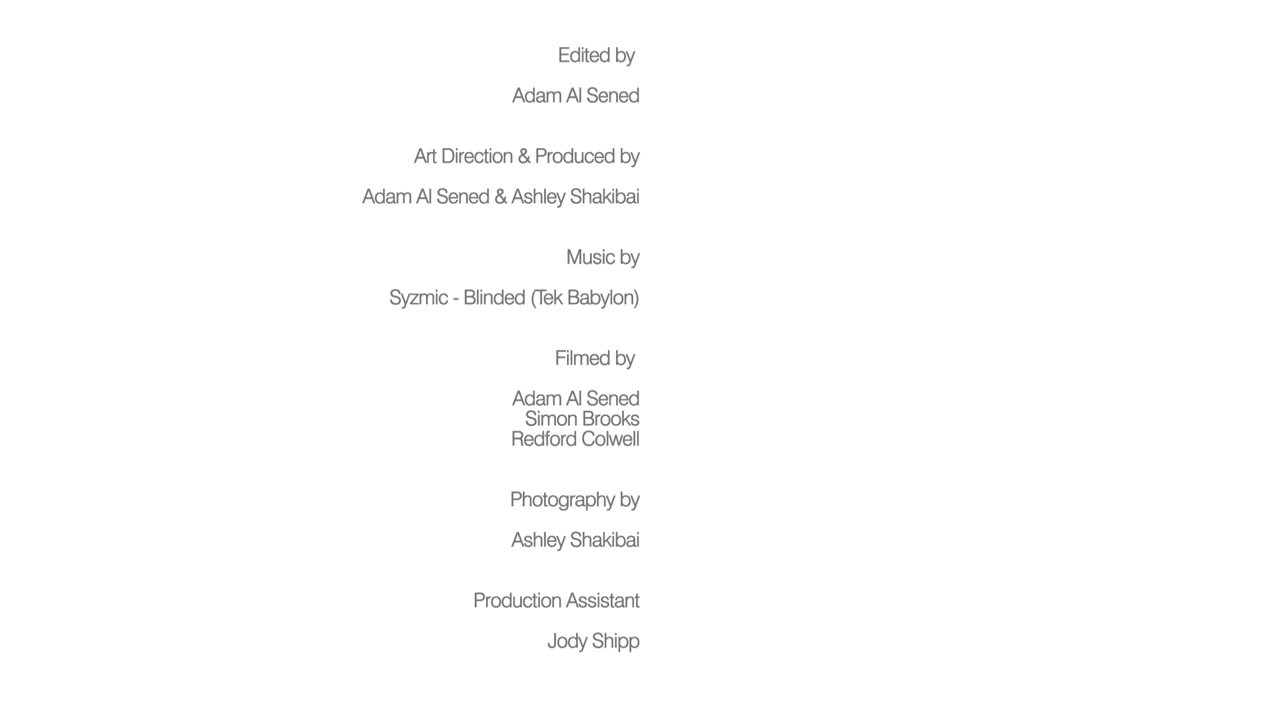 Edited by
Adam Al Sened
Art Direction & Produced by
Adam Al Sened & Ashley Shakibai
Music by
Syzmic - Blinded (Tek Babylon)
Filmed by
Adam Al Sened
Simon Brooks
Redford Colwell
Photography by
Ashley Shakibai
Production Assistant
Jody Shipp